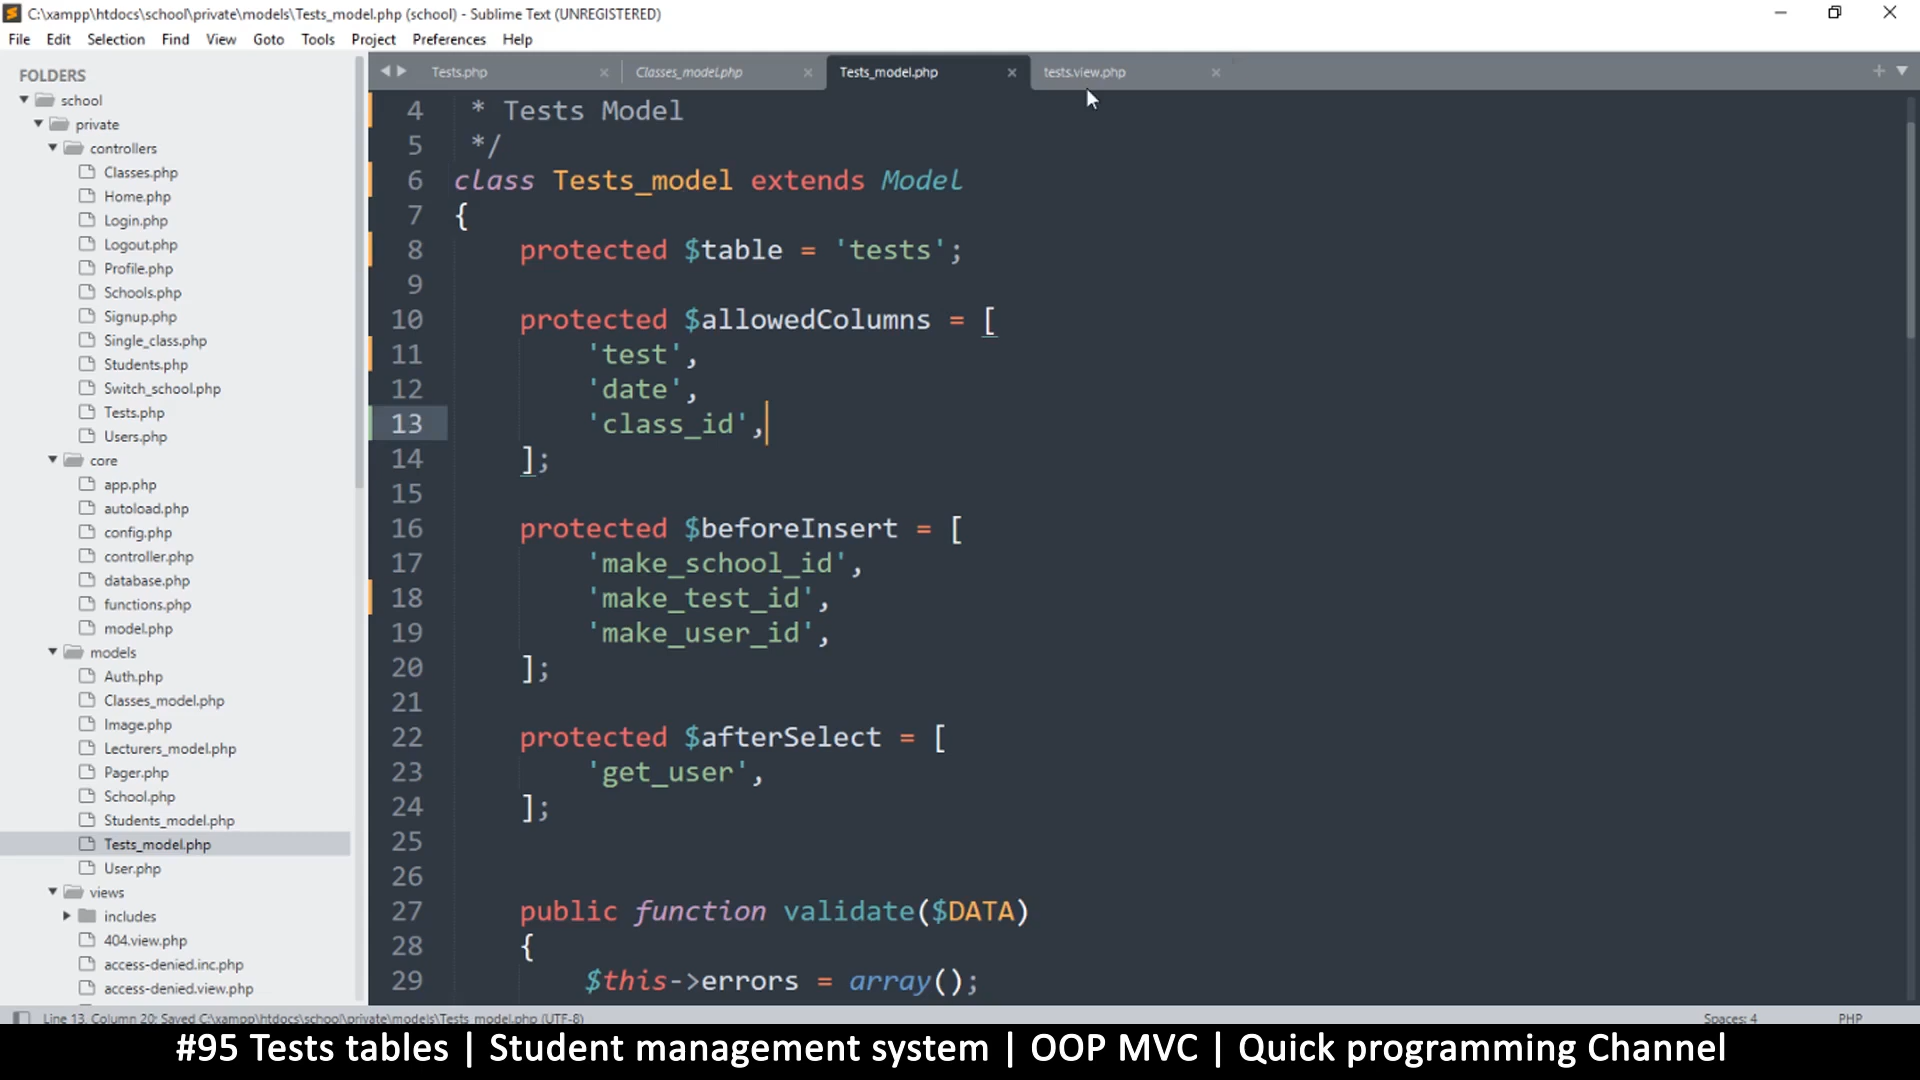 C:\xampp\htdocs\school\private\models\Tests_model.php (school) - Sublime Text (UNREGISTERED)
File Edit Selection Find View Goto Tools Project Preferences Help
FOLDERS
school
private
controllers
Classes.php
Home.php
Login.php
Logout.php
Profile.php
Schools.php
Signup.php
Single_class.php
Students.php
Switch_school.php
Tests.php
Users.php
core
app.php
autoload.php
config.php
controller.php
database.php
functions.php
model.php
models
Auth.php
Classes_model.php
Image.php
Lecturers_model.php
Pager.php
School.php
Students_model.php
Tests_model.php
User.php
views
includes
404.view.php
access-denied.inc.php
access-denied.view.php
Tests.php Classes_model.php Tests_model.php tests.view.php
4 * Tests Model
5 */
6 class Tests_model extends Model
7 {
8 protected $table = 'tests';
9
10 protected $allowedColumns = [
11 'test',
12 'date',
13 'class_id',
14 ];
15
16 protected $beforeInsert = [
17 'make_school_id',
18 'make_test_id',
19 'make_user_id',
20 ];
21
22 protected $afterSelect = [
23 'get_user',
24 ];
25
26
27 public function validate($DATA)
28 {
29 $this->errors = array();
Line 13, Column 20; Saved C:\xampp\htdocs\school\private\models\Tests_model.php (UTF-8) Spaces: 4 PHP
#95 Tests tables | Student management system | OOP MVC | Quick programming Channel